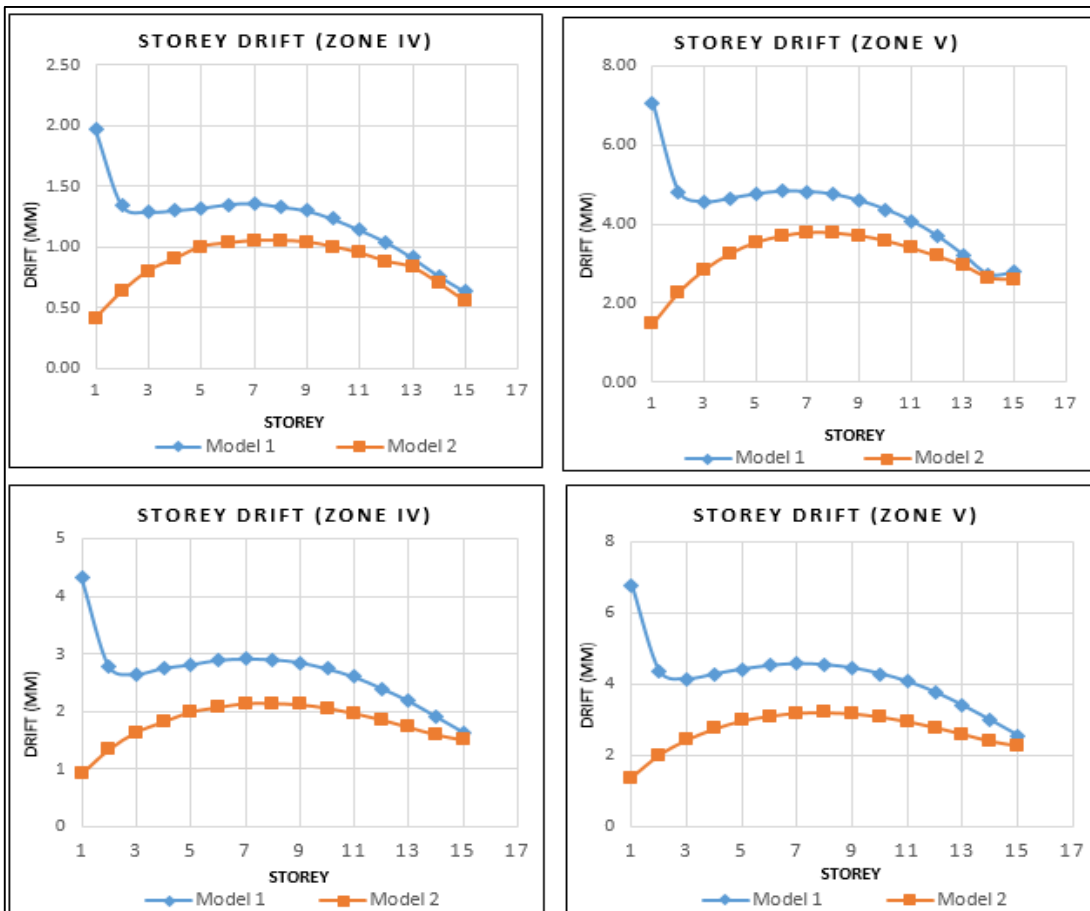 STOREY DRIFT (ZONE IV)
2.50
2.00
1.50
1.00
0.50
0.00
DRIFT (MM)
1 3 5 7 9 11 13 15 17
STOREY
Model 1 Model 2
STOREY DRIFT (ZONE V)
8.00
6.00
4.00
2.00
0.00
DRIFT (MM)
1 3 5 7 9 11 13 15 17
STOREY
Model 1 Model 2
STOREY DRIFT (ZONE IV)
5
4
3
2
1
0
DRIFT (MM)
1 3 5 7 9 11 13 15 17
STOREY
Model 1 Model 2
STOREY DRIFT (ZONE V)
8
6
4
2
0
DRIFT (MM)
1 3 5 7 9 11 13 15 17
STOREY
Model 1 Model 2